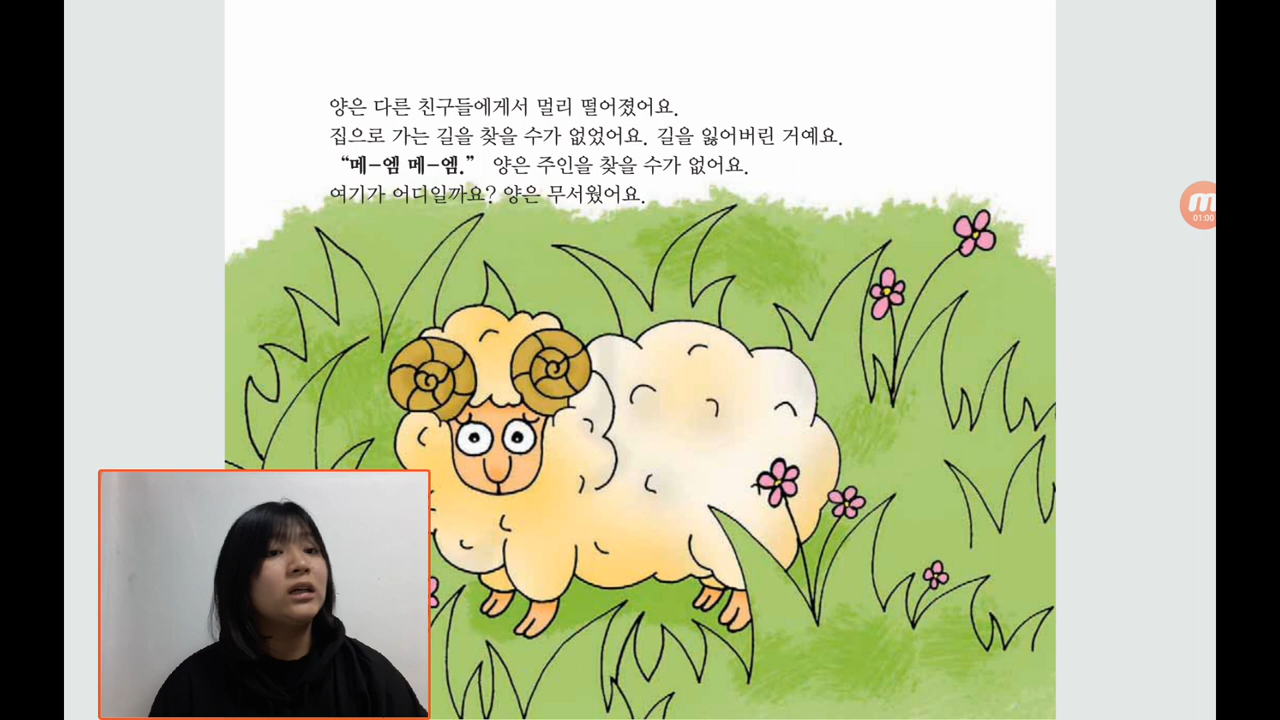 양은 다른 친구들에게서 멀리 떨어졌어요.
집으로 가는 길을 찾을 수가 없었어요. 길을 잃어버린 거예요.
“메–엠 메–엠.” 양은 주인을 찾을 수가 없어요.
여기가 어디일까요? 양은 무서웠어요.
01:00